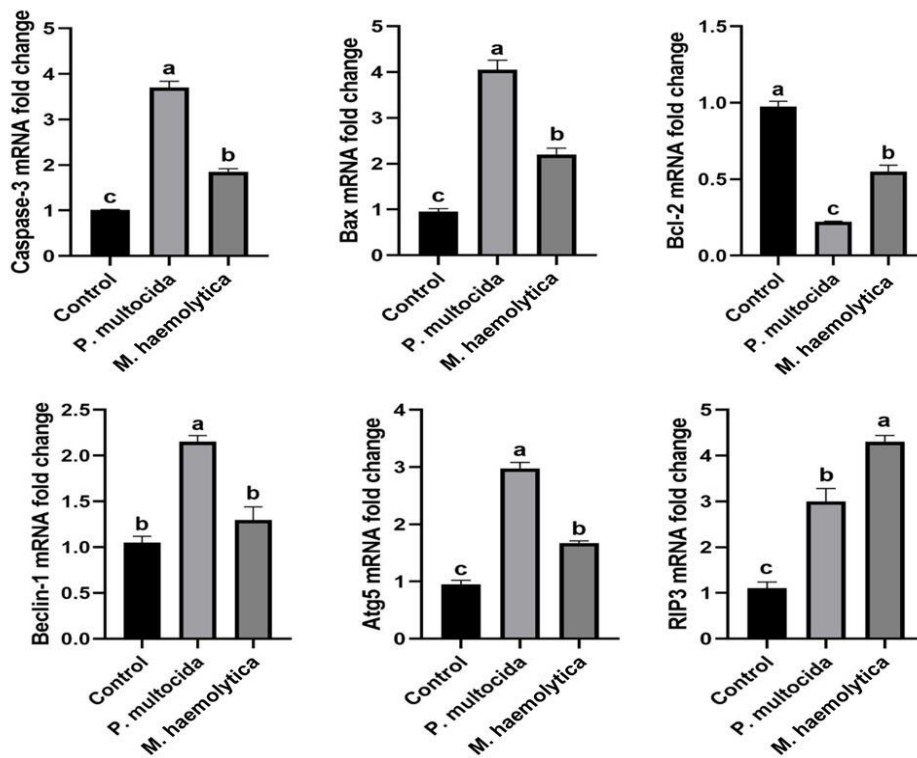 Caspase-3 mRNA fold change
5
4
3
2
1
0
c
a
b
Control
P. multocida
M. haemolytica
Bax mRNA fold change
5
4
3
2
1
0
c
a
b
Control
P. multocida
M. haemolytica
Bcl-2 mRNA fold change
1.5
1.0
0.5
0.0
a
c
b
Control
P. multocida
M. haemolytica
Beclin-1 mRNA fold change
2.5
2.0
1.5
1.0
0.5
0.0
b
a
b
Control
P. multocida
M. haemolytica
Atg5 mRNA fold change
4
3
2
1
0
c
a
b
Control
P. multocida
M. haemolytica
RIP3 mRNA fold change
5
4
3
2
1
0
c
b
a
Control
P. multocida
M. haemolytica